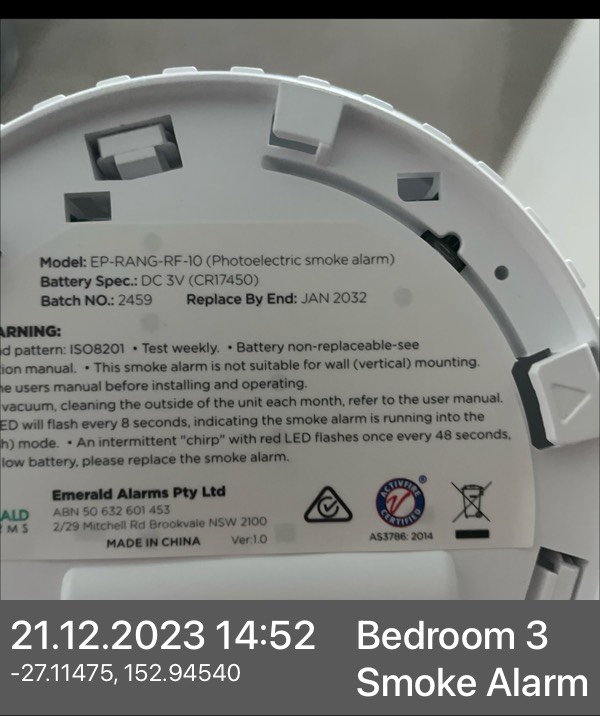 Model: EP-RANG-RF-10 (Photoelectric smoke alarm)
Battery Spec.: DC 3V (CR17450)
Batch NO.: 2459 Replace By End: JAN 2032
ARNING:
d pattern: ISO8201 • Test weekly. • Battery non-replaceable-see
ion manual. • This smoke alarm is not suitable for wall (vertical) mounting.
e users manual before installing and operating.
vacuum, cleaning the outside of the unit each month, refer to the user manual.
ED will flash every 8 seconds, indicating the smoke alarm is running into the
h) mode. • An intermittent "chirp" with red LED flashes once every 48 seconds,
low battery, please replace the smoke alarm.
ALD
RMS
Emerald Alarms Pty Ltd
ABN 50 632 601 453
2/29 Mitchell Rd Brookvale NSW 2100
MADE IN CHINA Ver:1.0
ACTIVFIRE
CERTIFIED
®
AS3786: 2014
21.12.2023 14:52
-27.11475, 152.94540
Bedroom 3
Smoke Alarm